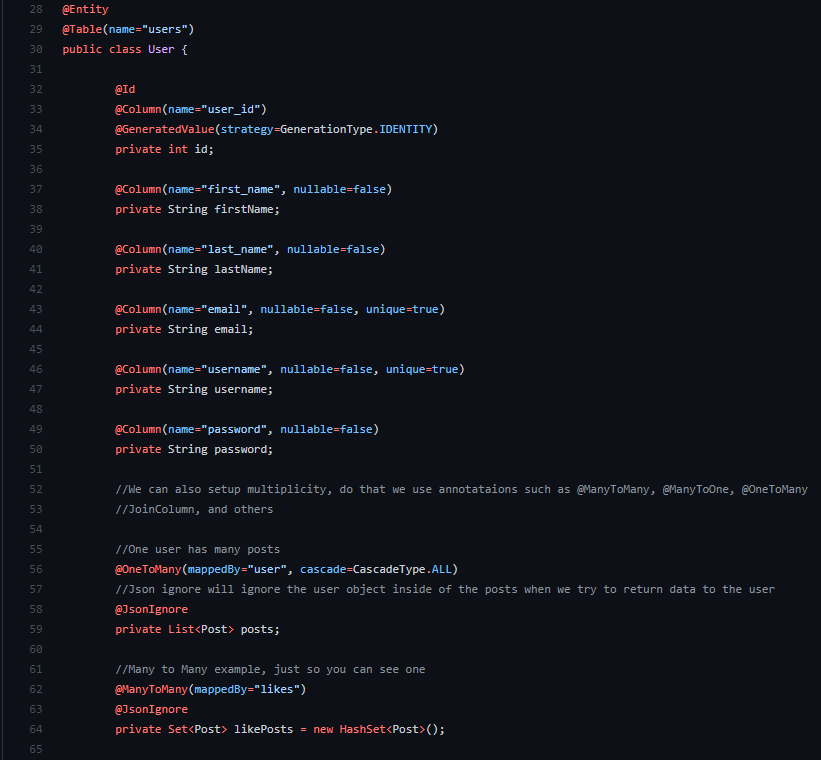 28 @Entity
29 @Table(name="users")
30 public class User {
31
32 @Id
33 @Column(name="user_id")
34 @GeneratedValue(strategy=GenerationType.IDENTITY)
35 private int id;
36
37 @Column(name="first_name", nullable=false)
38 private String firstName;
39
40 @Column(name="last_name", nullable=false)
41 private String lastName;
42
43 @Column(name="email", nullable=false, unique=true)
44 private String email;
45
46 @Column(name="username", nullable=false, unique=true)
47 private String username;
48
49 @Column(name="password", nullable=false)
50 private String password;
51
52 //We can also setup multiplicity, do that we use annotataions such as @ManyToMany, @ManyToOne, @OneToMany
53 //JoinColumn, and others
54
55 //One user has many posts
56 @OneToMany(mappedBy="user", cascade=CascadeType.ALL)
57 //Json ignore will ignore the user object inside of the posts when we try to return data to the user
58 @JsonIgnore
59 private List<Post> posts;
60
61 //Many to Many example, just so you can see one
62 @ManyToMany(mappedBy="likes")
63 @JsonIgnore
64 private Set<Post> likePosts = new HashSet<Post>();
65